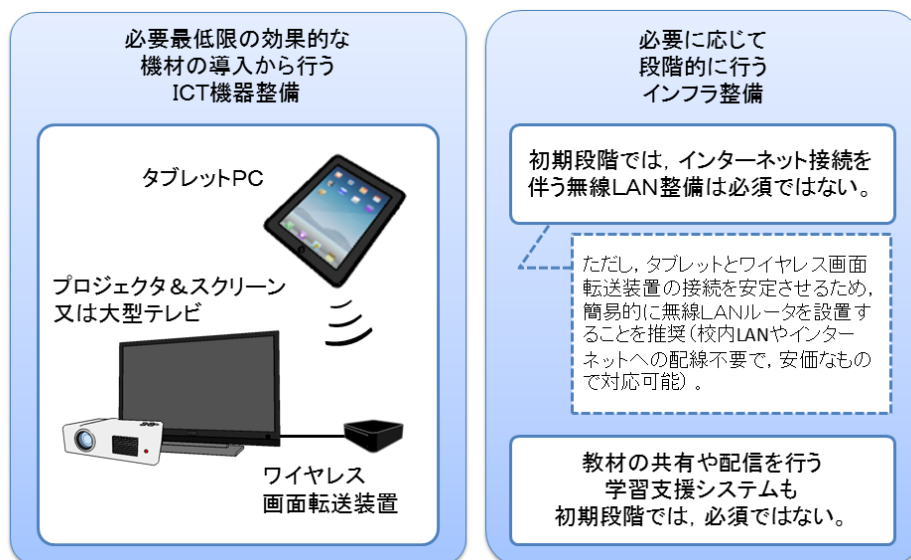 必要最低限の効果的な
機材の導入から行う
ICT機器整備
タブレットPC
プロジェクタ＆スクリーン
又は大型テレビ
ワイヤレス
画面転送装置
必要に応じて
段階的に行う
インフラ整備
初期段階では，インターネット接続を
伴う無線LAN整備は必須ではない。
ただし，タブレットとワイヤレス画面
転送装置の接続を安定させるため，
簡易的に無線LANルータを設置す
ることを推奨（校内LANやインター
ネットへの配線不要で，安価なもの
で対応可能）。
教材の共有や配信を行う
学習支援システムも
初期段階では，必須ではない。